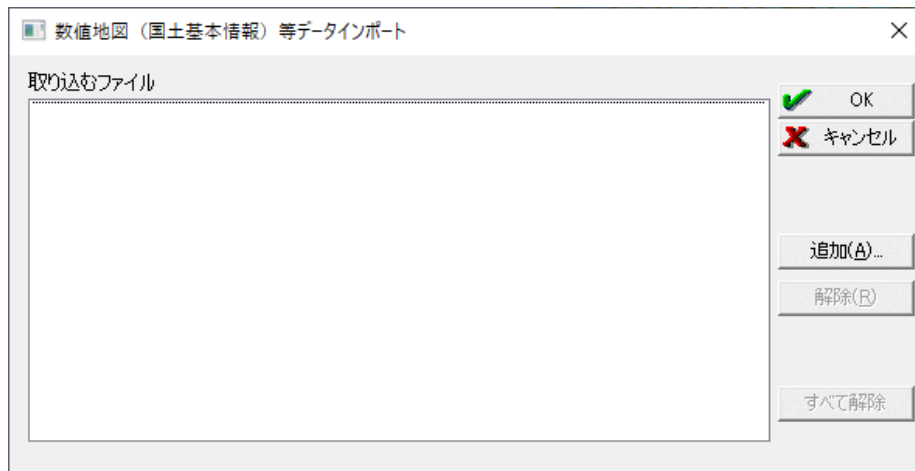 数値地図（国土基本情報）等データインポート
取り込むファイル
OK
キャンセル
追加(A)...
解除(R)
すべて解除